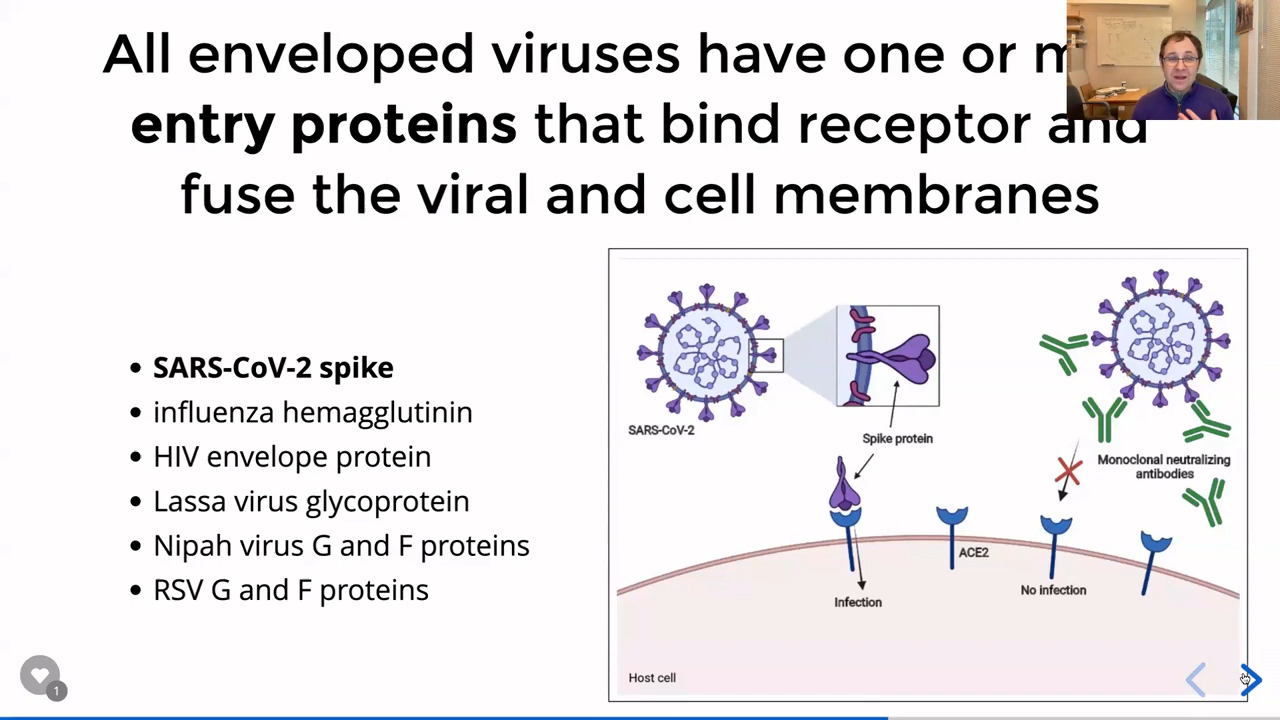 All enveloped viruses have one or m
entry proteins that bind receptor and
fuse the viral and cell membranes
SARS-CoV-2 spike
influenza hemagglutinin
HIV envelope protein
Lassa virus glycoprotein
Nipah virus G and F proteins
RSV G and F proteins
SARS-CoV-2
Spike protein
Monoclonal neutralizing
antibodies
ACE2
No infection
Infection
Host cell
1